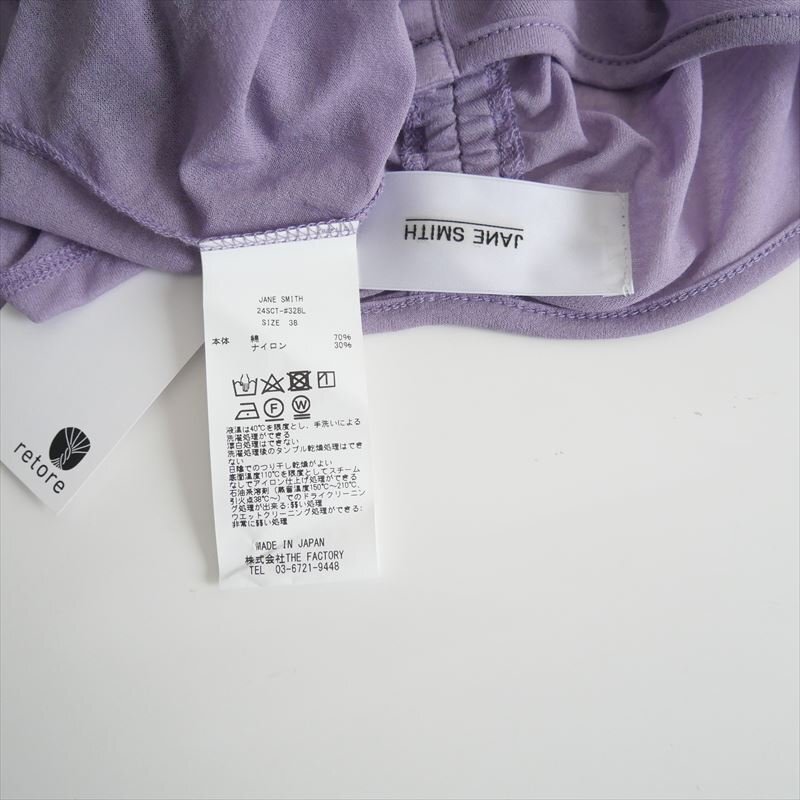 JANE SMITH
JANE SMITH
24SCT-#328L
SIZE 38
本体 綿 70%
ナイロン 30%
液温は40℃を限度とし、手洗いによる
洗濯処理ができる
漂白処理はできない
洗濯処理後のタンブル乾燥処理はでき
ない
日陰でのつり干し乾燥がよい
底面温度110℃を限度としてスチーム
なしでアイロン仕上げ処理ができる
石油系溶剤(蒸留温度150℃~210℃、
引火点38℃~)でのドライクリーニン
グ処理が出来る:弱い処理
ウエットクリーニング処理ができる:
非常に弱い処理
MADE IN JAPAN
株式会社THE FACTORY
TEL 03-6721-9448
retore